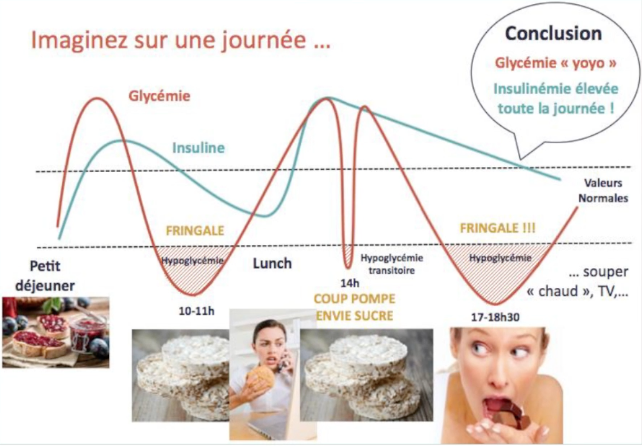 Imaginez sur une journée ...
Conclusion
Glycémie « yoyo »
Insulinémie élevée
toute la journée !
Glycémie
Insuline
Valeurs
Normales
FRINGALE
Hypoglycémie
Petit
déjeuner
10-11h
Lunch
Hypoglycémie
transitoire
14h
COUP POMPE
ENVIE SUCRE
FRINGALE !!!
Hypoglycémie
17-18h30
... souper
« chaud », TV,...